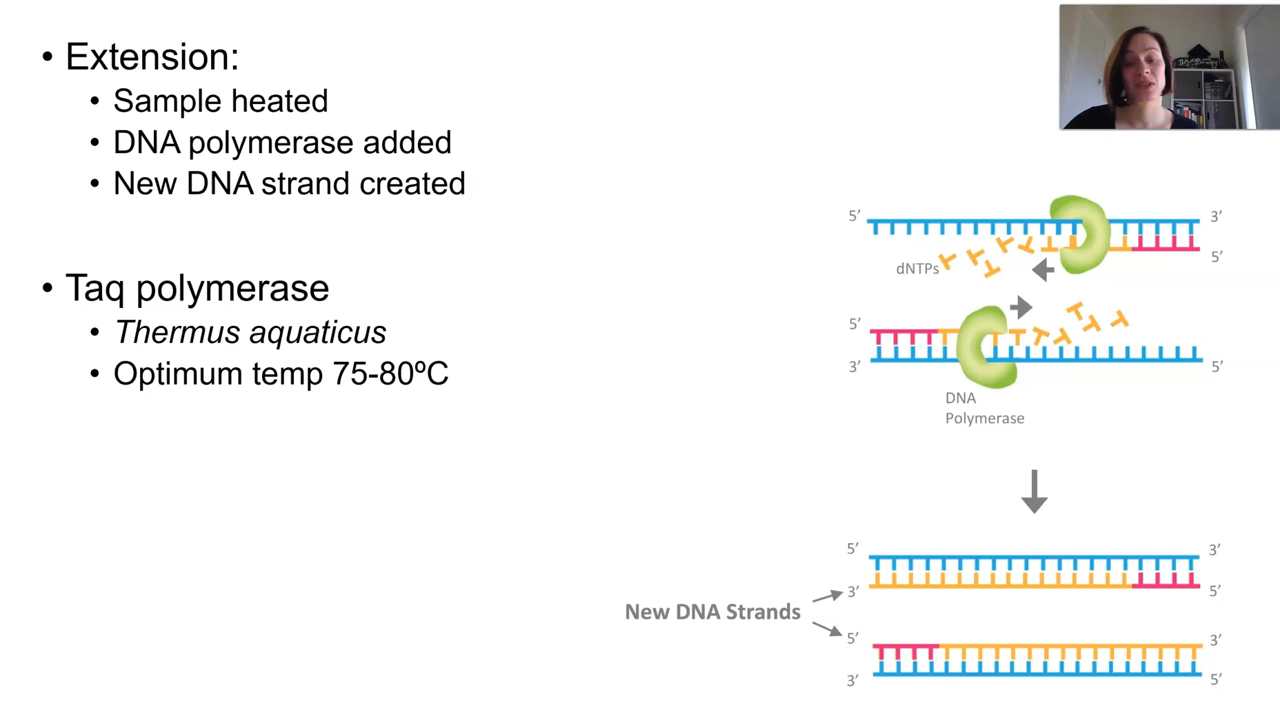 • Extension:
• Sample heated
• DNA polymerase added
• New DNA strand created
• Taq polymerase
• Thermus aquaticus
• Optimum temp 75-80ºC
5′
3′
dNTPs
5′
5′
3′
5′
DNA
Polymerase
5′
3′
3′
5′
New DNA Strands
5′
3′
3′
5′